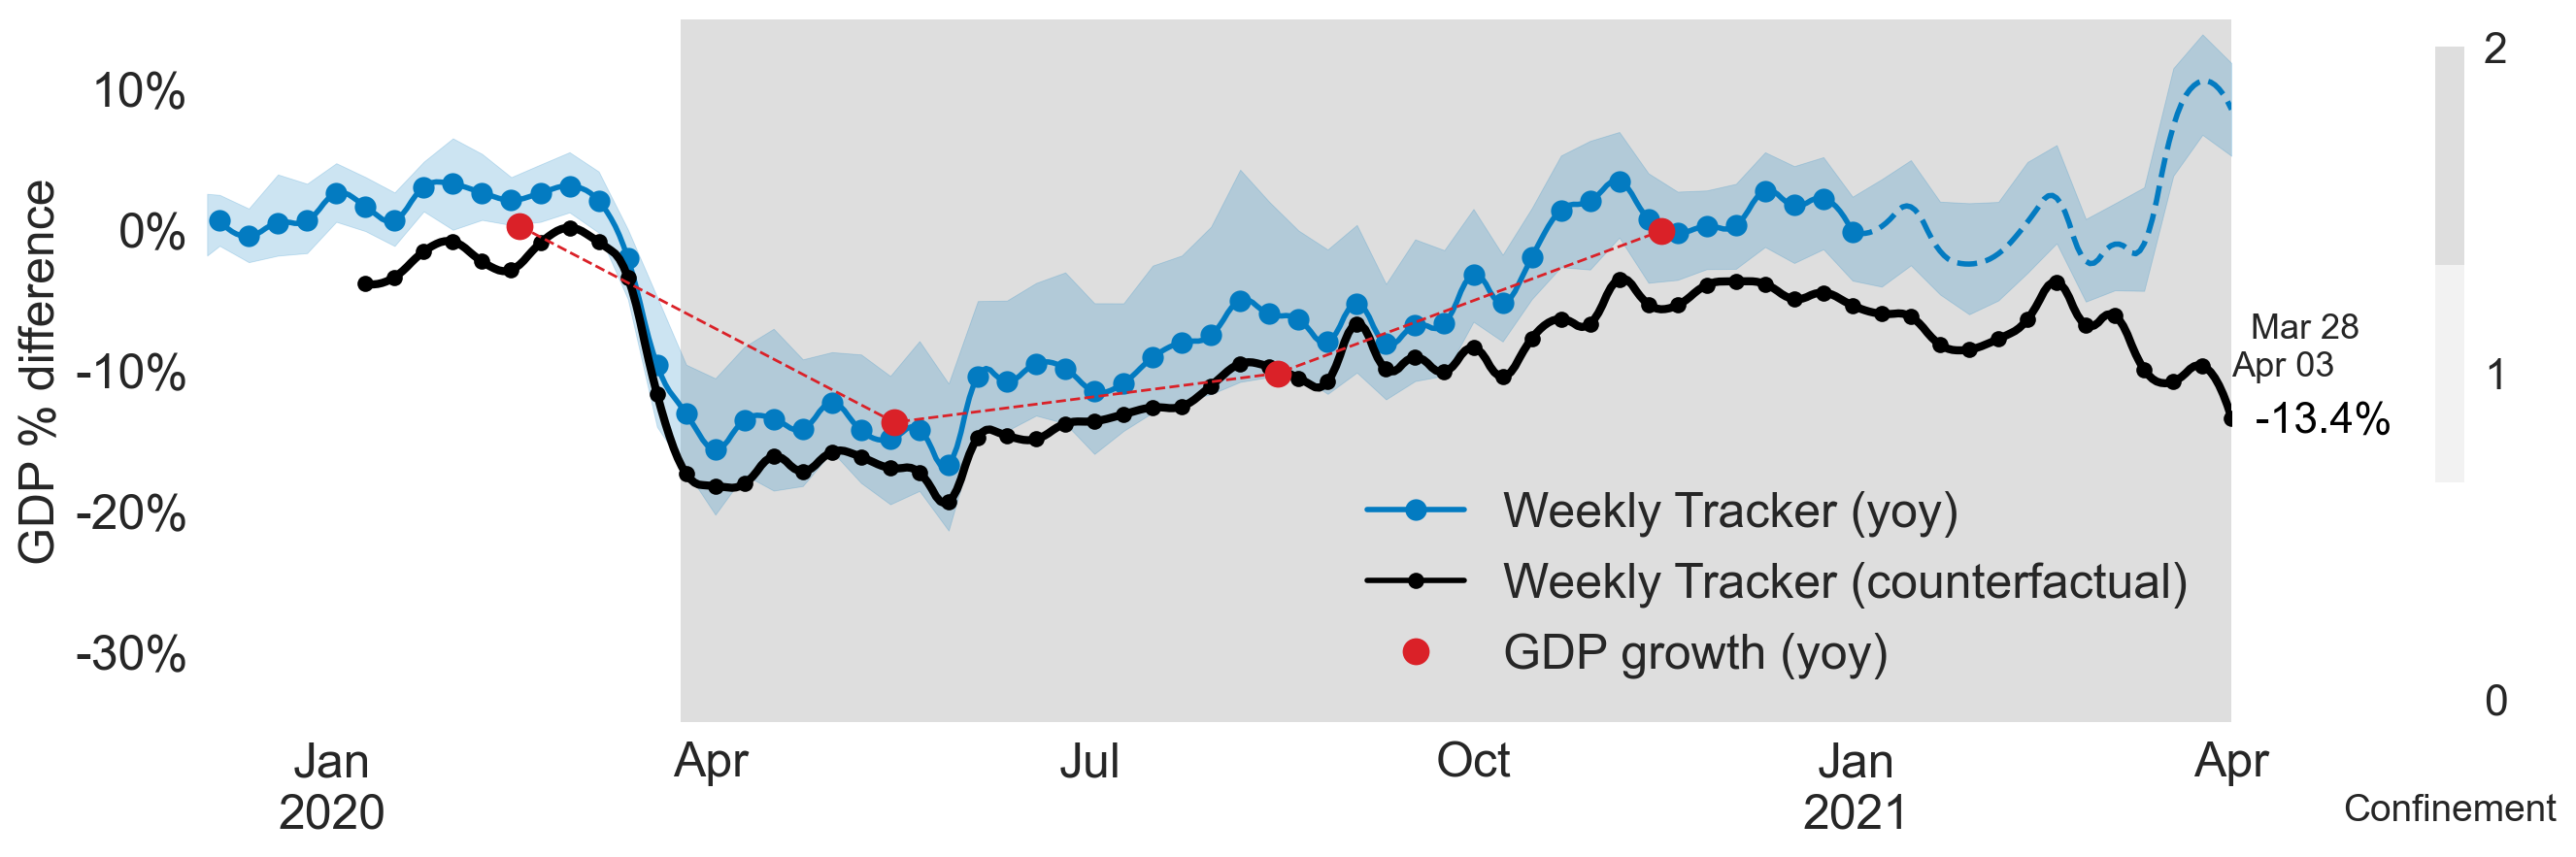 GDP % difference
10%
0%
-10%
-20%
-30%
Weekly Tracker (yoy)
Weekly Tracker (counterfactual)
GDP growth (yoy)
Mar 28
Apr 03
-13.4%
2
1
0
Jan
2020
Apr
Jul
Oct
Jan
2021
Apr
Confinement